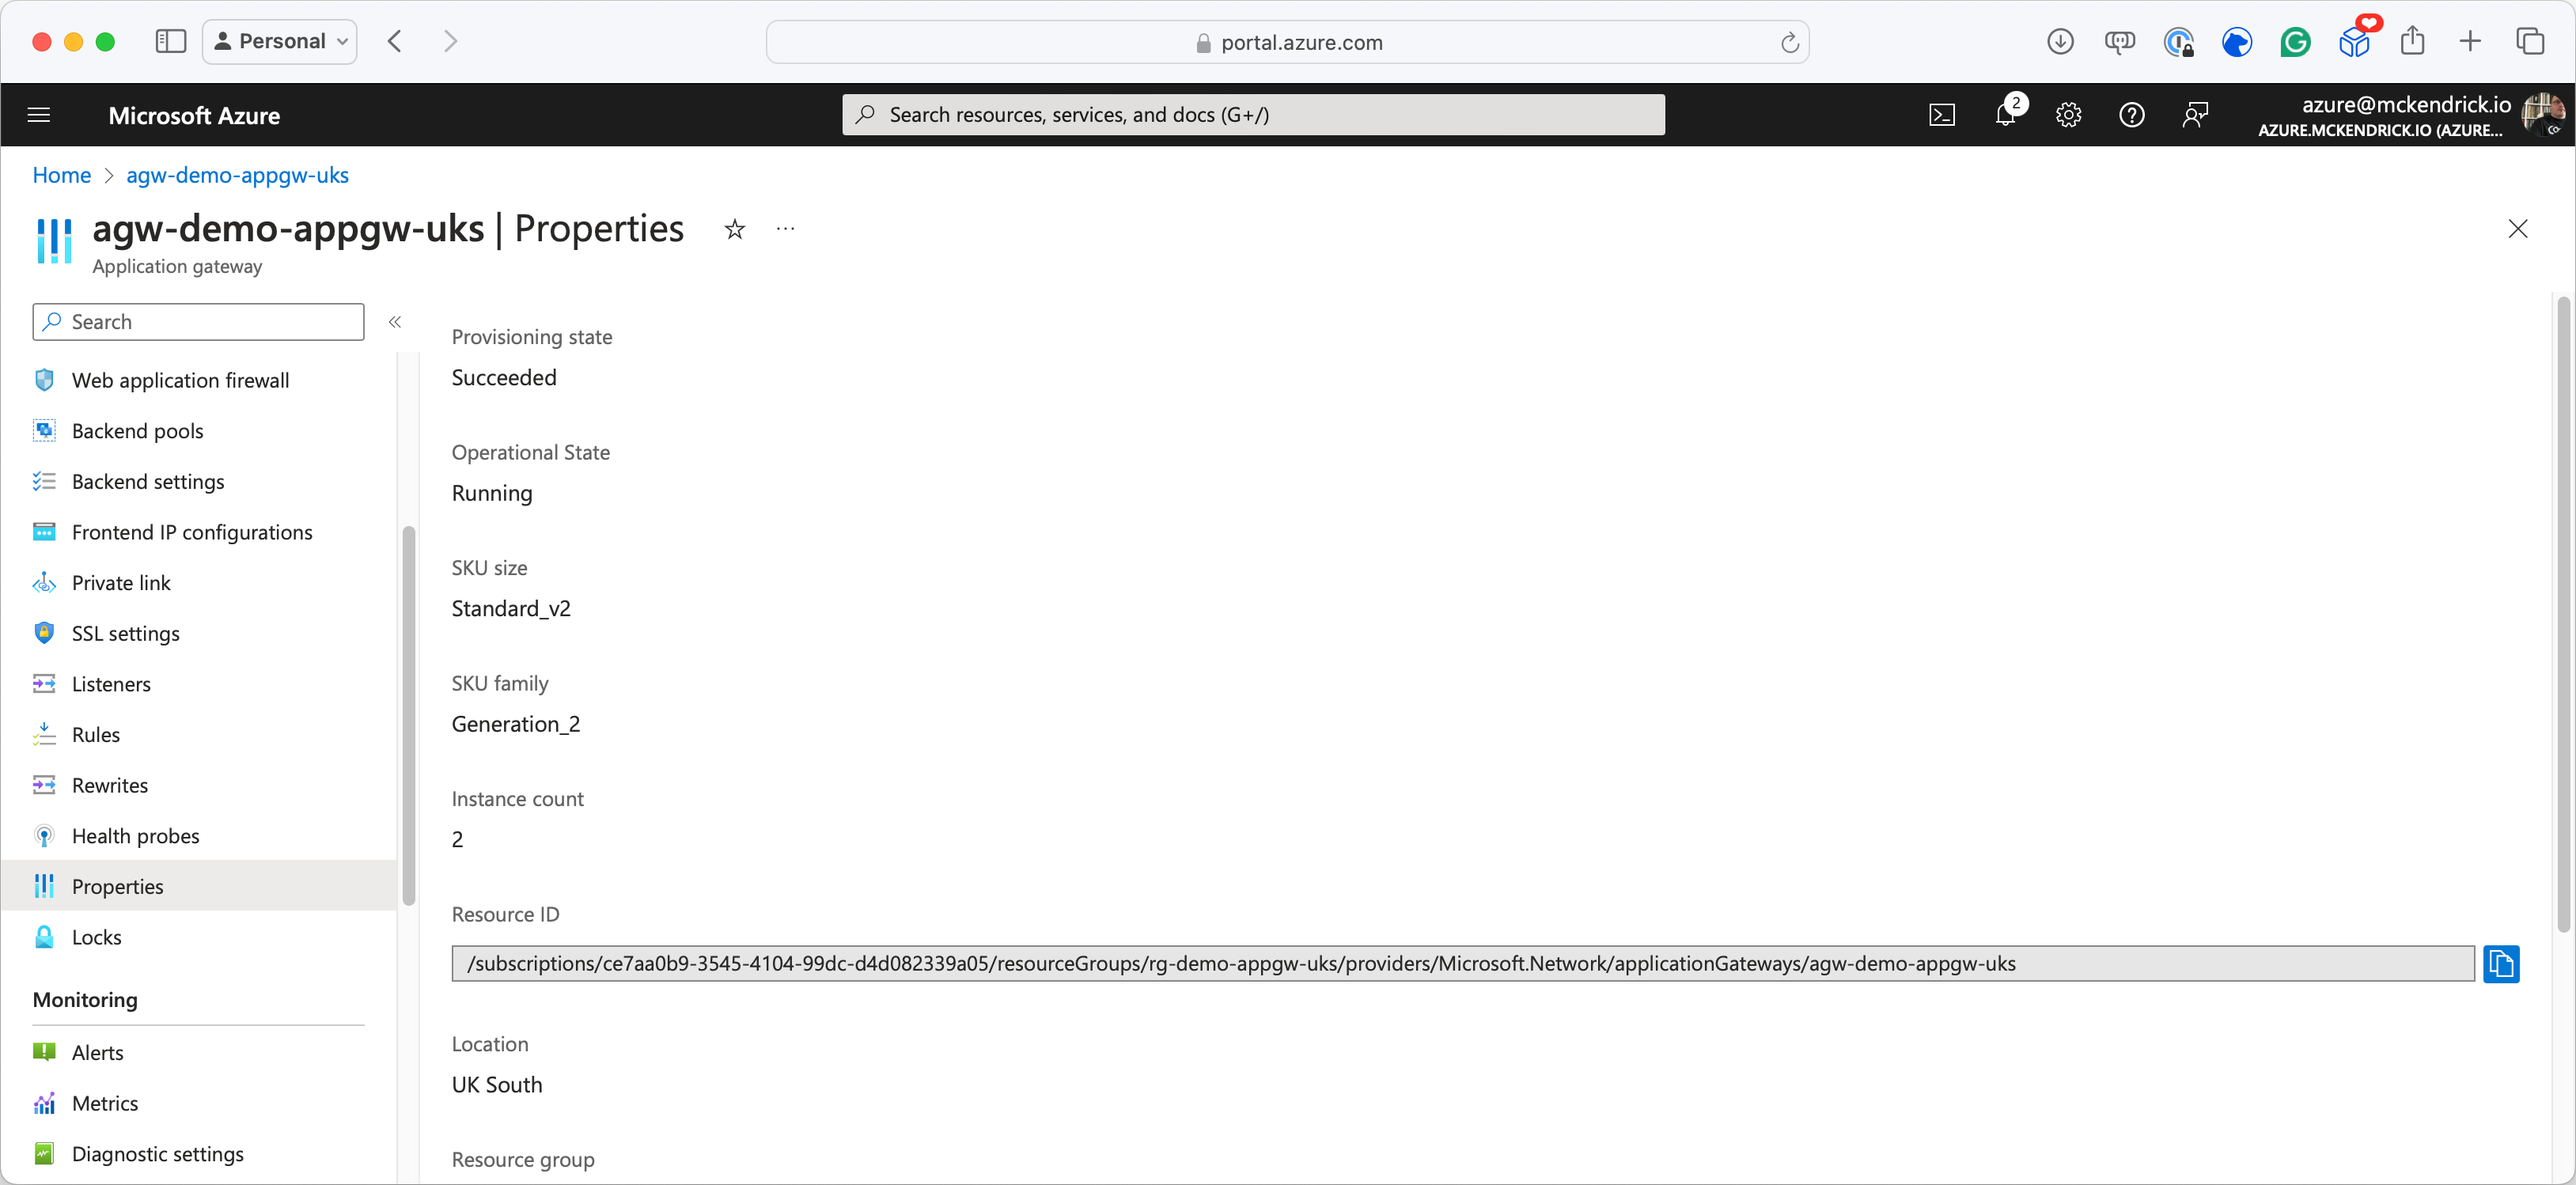 Personal
portal.azure.com
Microsoft Azure
Search resources, services, and docs (G+/)
2
azure@mckendrick.io
AZURE.MCKENDRICK.IO (AZURE...
Home > agw-demo-appgw-uks
agw-demo-appgw-uks | Properties
Application gateway
Search
Web application firewall
Backend pools
Backend settings
Frontend IP configurations
Private link
SSL settings
Listeners
Rules
Rewrites
Health probes
Properties
Locks
Monitoring
Alerts
Metrics
Diagnostic settings
Provisioning state
Succeeded
Operational State
Running
SKU size
Standard_v2
SKU family
Generation_2
Instance count
2
Resource ID
/subscriptions/ce7aa0b9-3545-4104-99dc-d4d082339a05/resourceGroups/rg-demo-appgw-uks/providers/Microsoft.Network/applicationGateways/agw-demo-appgw-uks
Location
UK South
Resource group